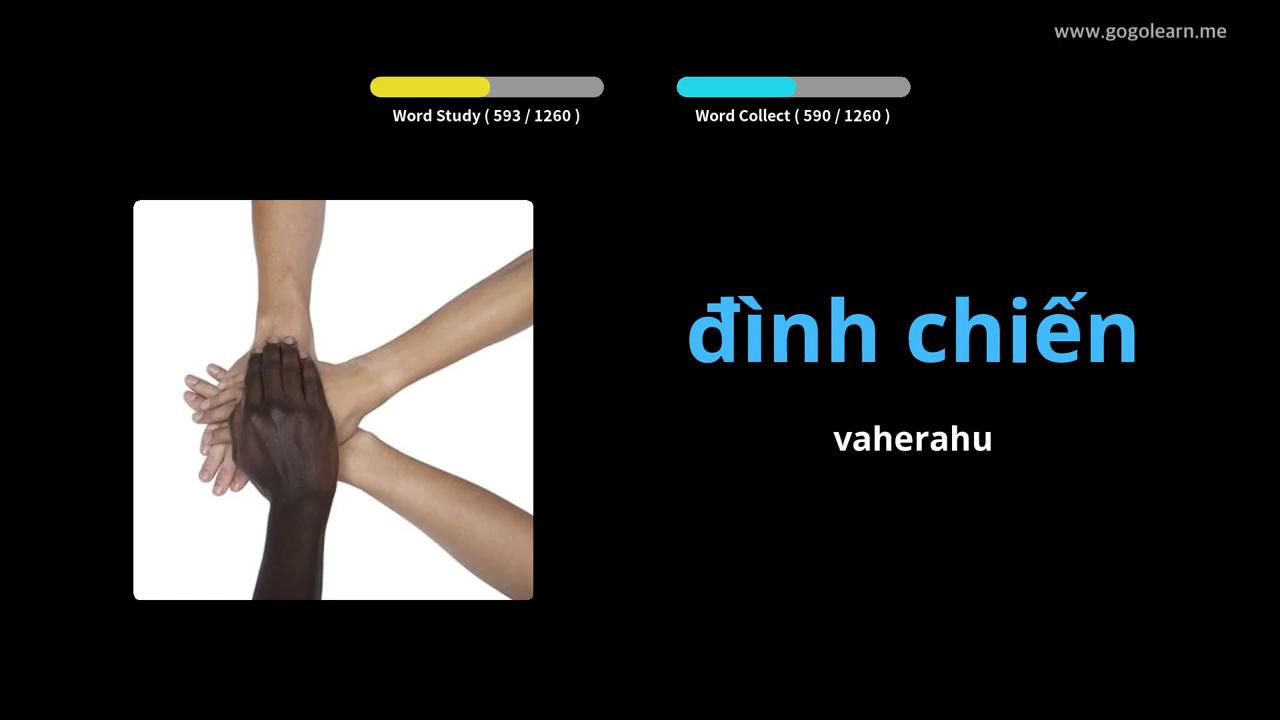 www.gogolearn.me
Word Study ( 593 / 1260 )
Word Collect ( 590 / 1260 )
đình chiến
vaherahu